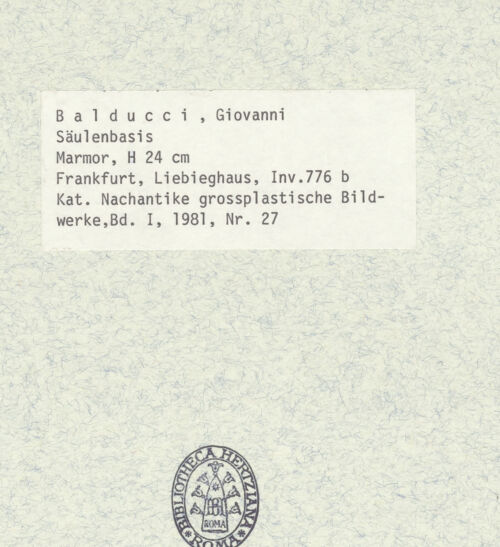 B a l d u c c i , Giovanni
Säulenbasis
Marmor, H 24 cm
Frankfurt, Liebieghaus, Inv.776 b
Kat. Nachantike grossplastische Bild-
werke,Bd. I, 1981, Nr. 27
BIBLIOTHECA HERTZIANA
BH
ROMA
ROMA